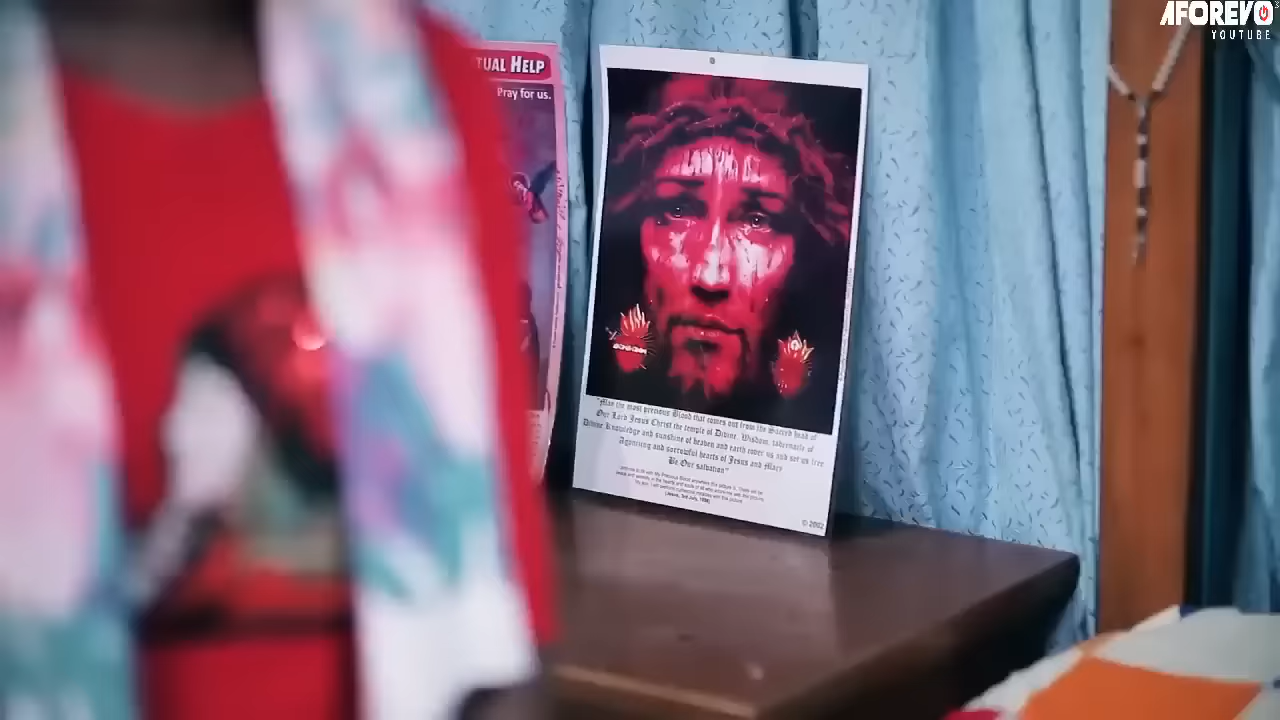 AFOREVO
YOUTUBE
TUAL HELP
Pray for us.
"May the most precious Blood that comes out from the Sacred head of
Our Lord Jesus Christ the temple of Divine. Wisdom, tabernacle of
Divine Knowledge and sunshine of heaven and earth cover us and set us free
Agonizing and sorrowful hearts of Jesus and Mary
Be Our salvation"
© 2002